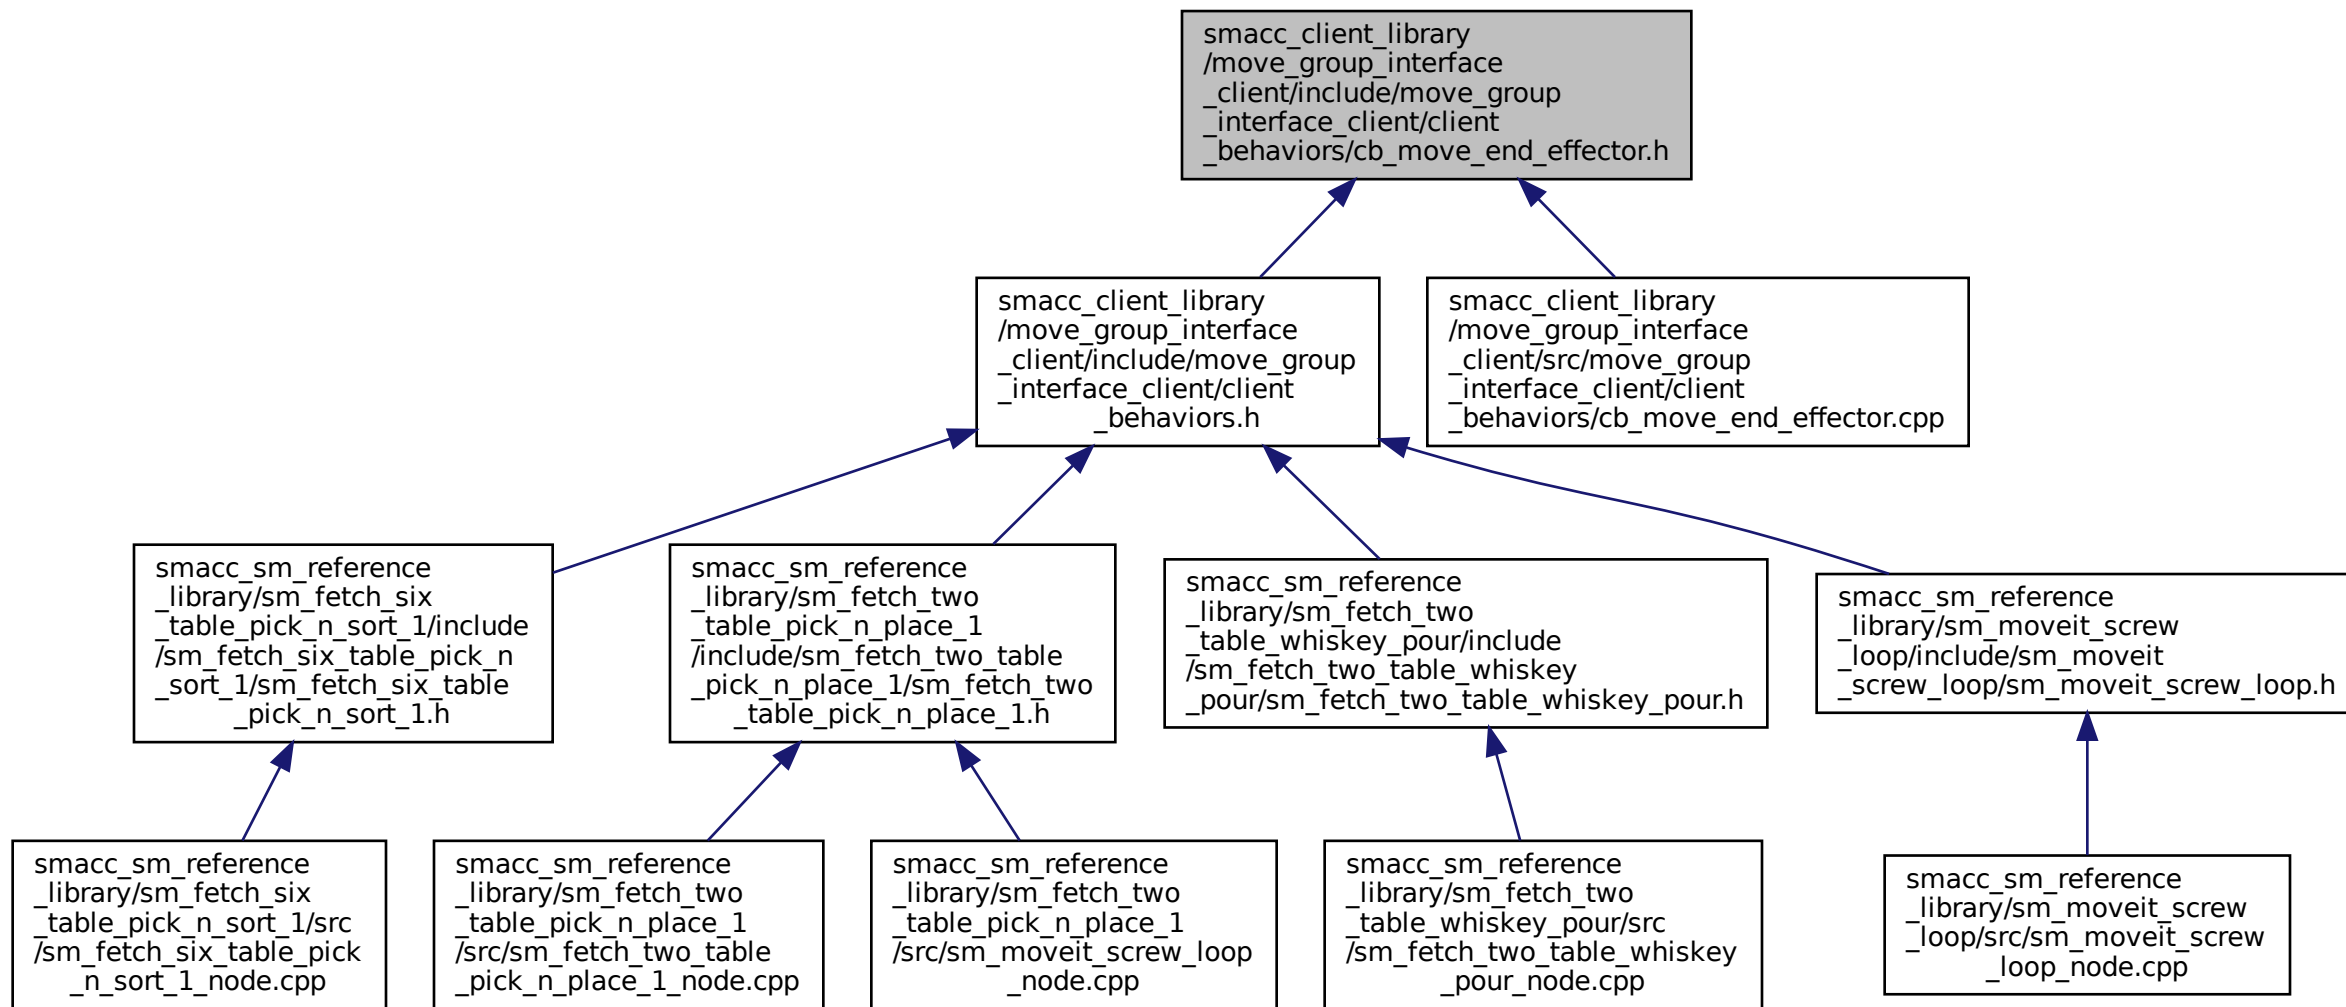 smacc_client_library
/move_group_interface
_client/include/move_group
_interface_client/client
_behaviors/cb_move_end_effector.h
smacc_client_library
/move_group_interface
_client/include/move_group
_interface_client/client
_behaviors.h
smacc_client_library
/move_group_interface
_client/src/move_group
_interface_client/client
_behaviors/cb_move_end_effector.cpp
smacc_sm_reference
_library/sm_fetch_six
_table_pick_n_sort_1/include
/sm_fetch_six_table_pick_n
_sort_1/sm_fetch_six_table
_pick_n_sort_1.h
smacc_sm_reference
_library/sm_fetch_two
_table_pick_n_place_1
/include/sm_fetch_two_table
_pick_n_place_1/sm_fetch_two
_table_pick_n_place_1.h
smacc_sm_reference
_library/sm_fetch_two
_table_whiskey_pour/include
/sm_fetch_two_table_whiskey
_pour/sm_fetch_two_table_whiskey_pour.h
smacc_sm_reference
_library/sm_moveit_screw
_loop/include/sm_moveit
_screw_loop/sm_moveit_screw_loop.h
smacc_sm_reference
_library/sm_fetch_six
_table_pick_n_sort_1/src
/sm_fetch_six_table_pick
_n_sort_1_node.cpp
smacc_sm_reference
_library/sm_fetch_two
_table_pick_n_place_1
/src/sm_fetch_two_table
_pick_n_place_1_node.cpp
smacc_sm_reference
_library/sm_fetch_two
_table_pick_n_place_1
/src/sm_moveit_screw_loop
_node.cpp
smacc_sm_reference
_library/sm_fetch_two
_table_whiskey_pour/src
/sm_fetch_two_table_whiskey
_pour_node.cpp
smacc_sm_reference
_library/sm_moveit_screw
_loop/src/sm_moveit_screw
_loop_node.cpp